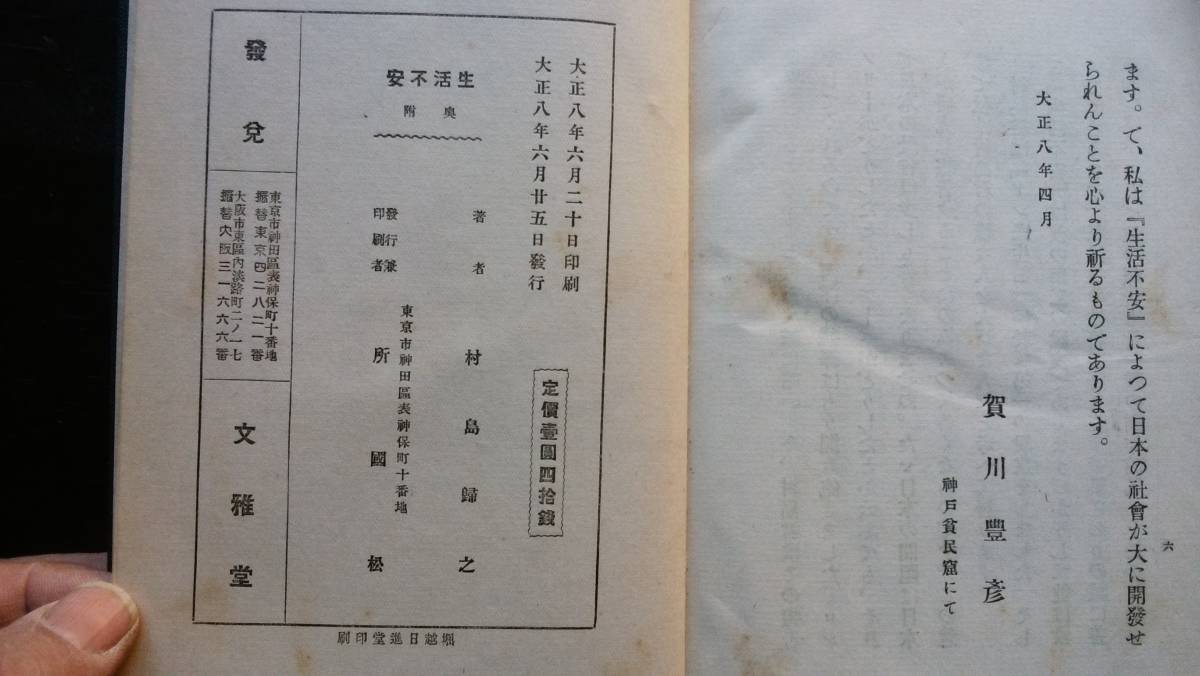 六
ます。て、私は『生活不安』によつて日本の社會が大に開發せ
られんことを心より祈るものであります。
大正八年四月
賀川豐彥
神戸貧民窟にて
大正八年六月二十日印刷
大正八年六月廿五日發行
定價壹圓四拾錢
生活不安
奥附
著者 村島歸之
東京市神田區表神保町十番地
發行兼
印刷者 所國松
發兌
東京市神田區表神保町十番地
振替東京四二八二一番
大阪市東區內淡路町二ノ一七
振替大阪三一六六六番
文雅堂
堀越日進堂印刷